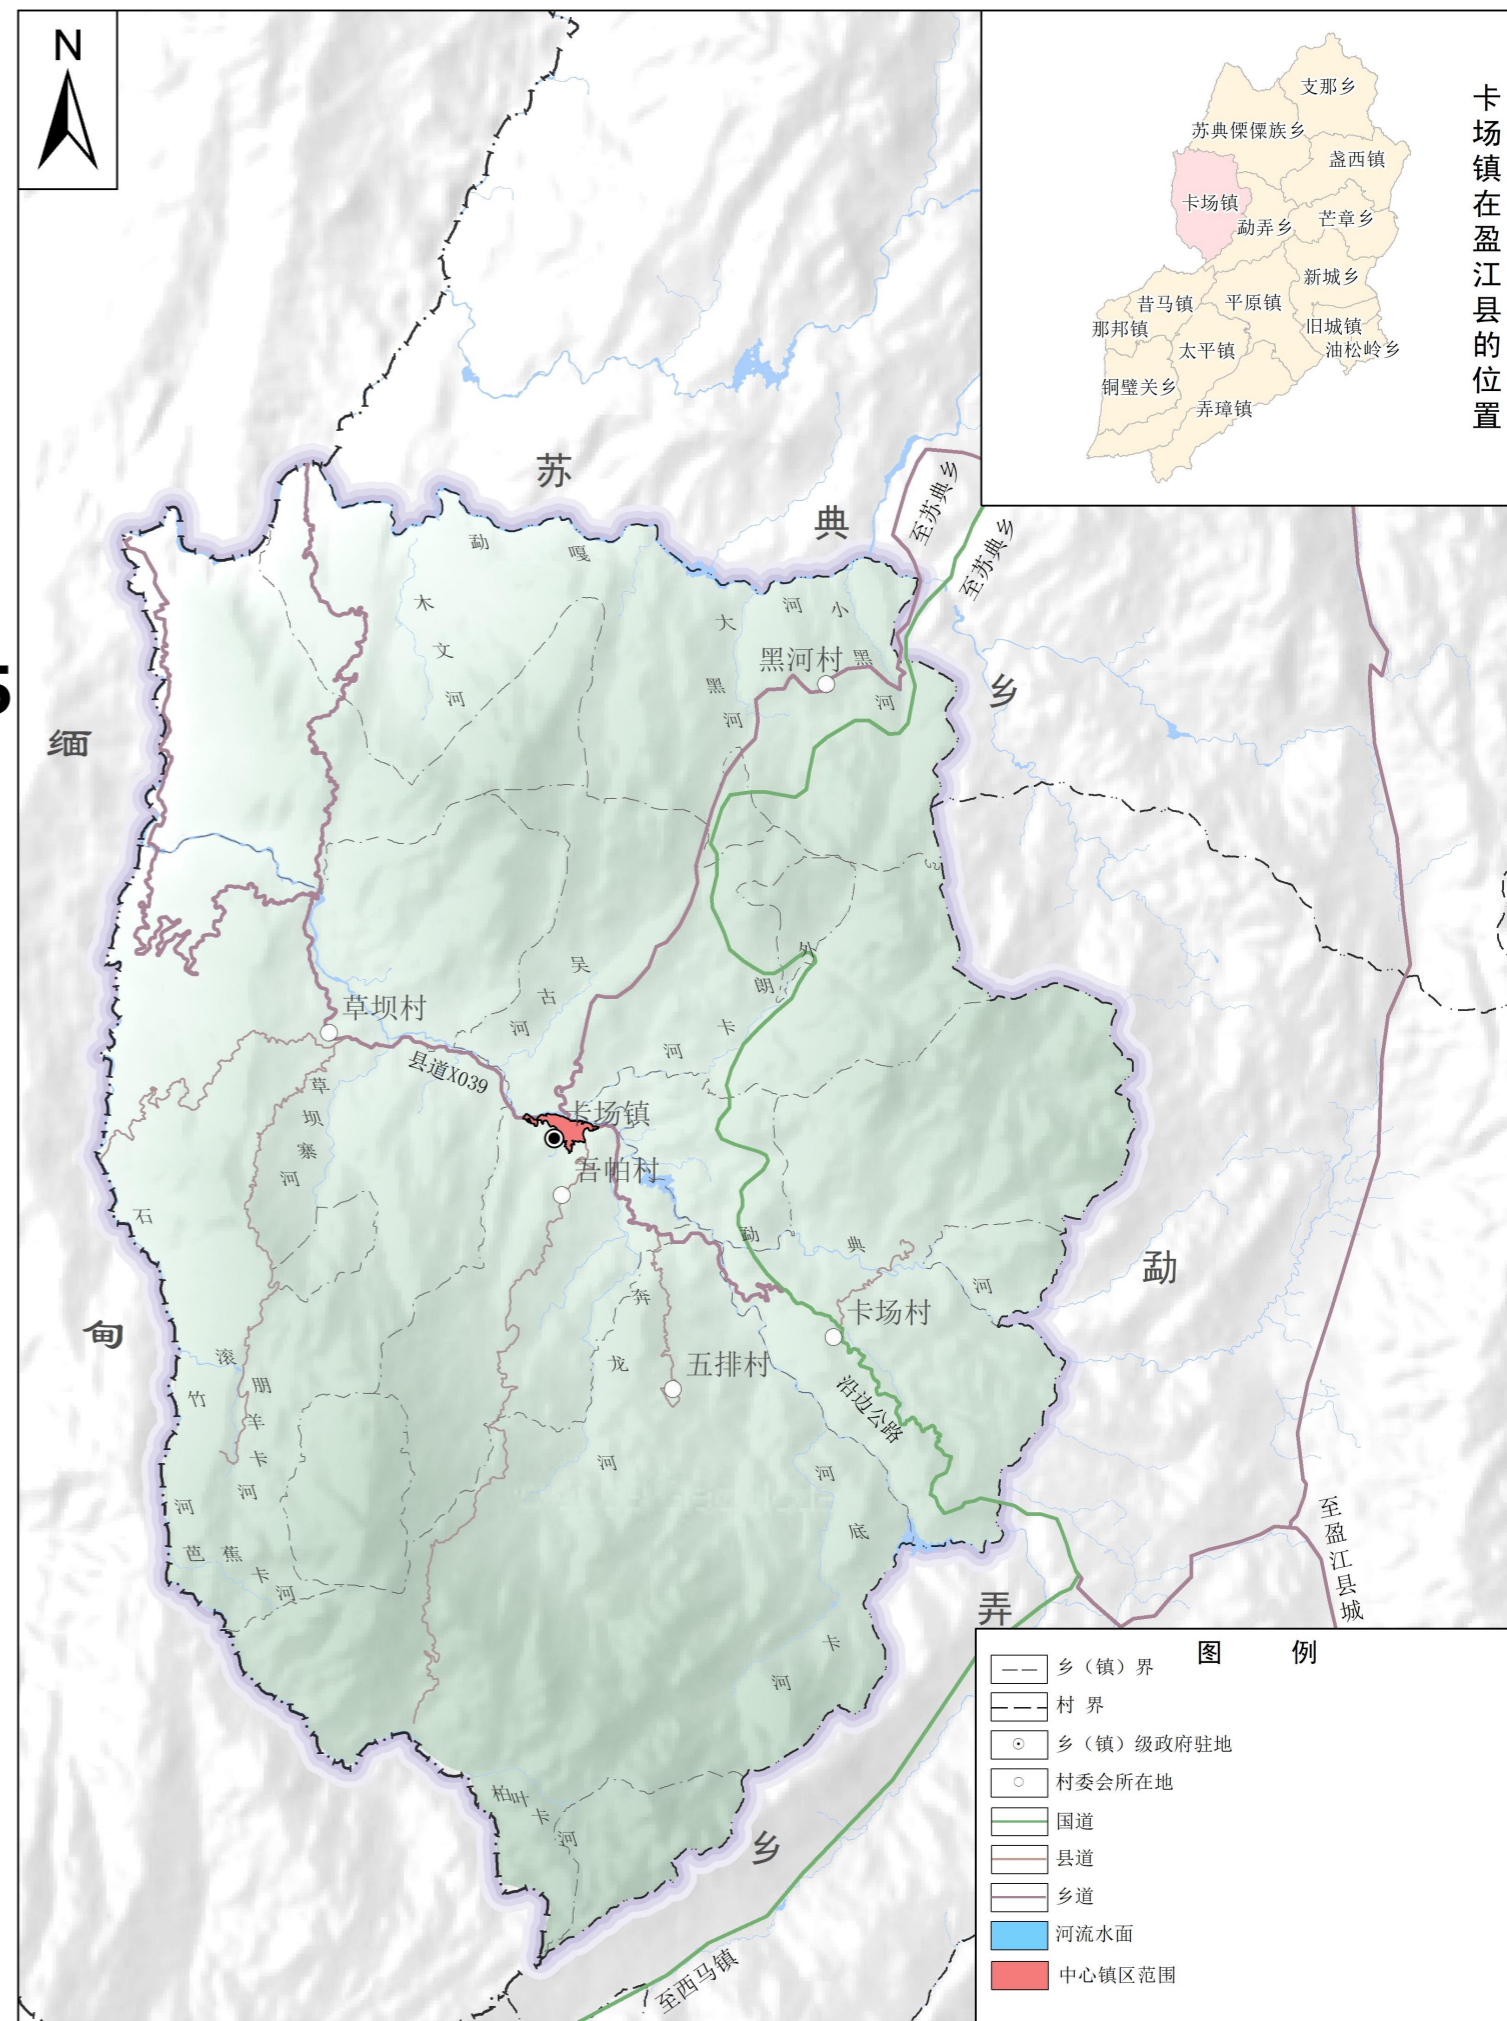 N
卡场镇在盈江县的位置
支那乡
苏典傈僳族乡
盏西镇
卡场镇
勐弄乡
芒章乡
新城乡
昔马镇
平原镇
那邦镇
旧城镇
太平镇
油松岭乡
铜壁关乡
弄璋镇
苏典乡
至苏典乡
至苏典乡
缅甸
勐嘎河
木文河
大黑河
小黑河
黑河村
外朗卡河
吴古河
草坝村
县道X039
草坝寨河
卡场镇
吾帕村
勐典河
勐弄乡
石竹河
奔龙河
卡场村
五排村
沿边公路
滚朋羊卡河
芭蕉卡河
河底卡河
柏叶卡河
至盈江县城
至西马镇
图 例
乡（镇）界
村 界
乡（镇）级政府驻地
村委会所在地
国道
县道
乡道
河流水面
中心镇区范围